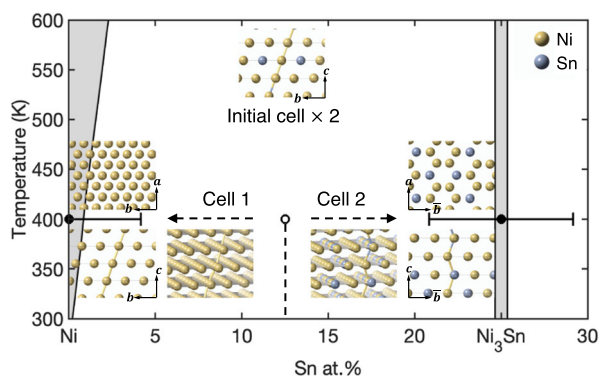 600
550
500
450
400
350
300
Temperature (K)
Ni
Sn
c
b
Initial cell × 2
a
b
a
b̅
Cell 1
Cell 2
c
b
c
b̅
Ni
5
10
15
20
Ni₃Sn
30
Sn at.%